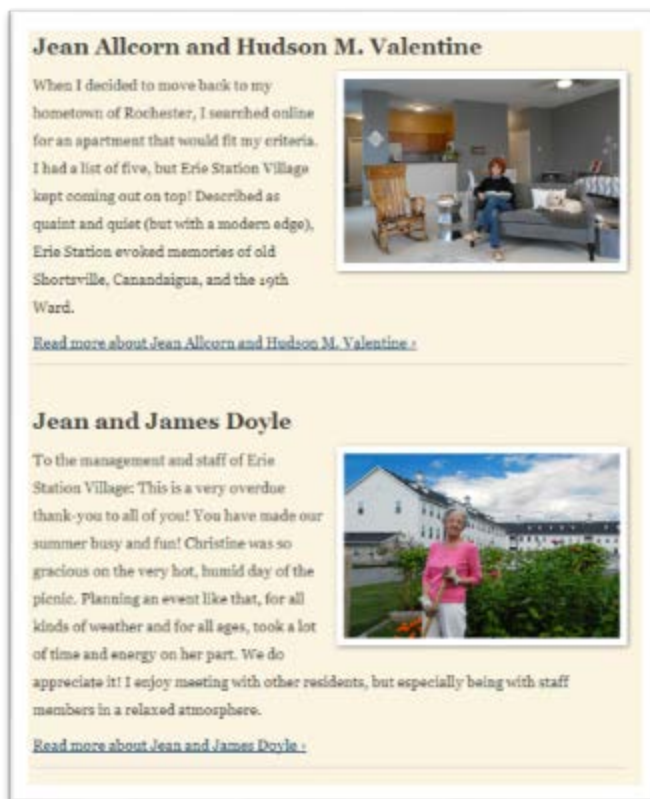 Jean Allcorn and Hudson M. Valentine
When I decided to move back to my
hometown of Rochester, I searched online
for an apartment that would fit my criteria.
I had a list of five, but Erie Station Village
kept coming out on top! Described as
quaint and quiet (but with a modern edge),
Erie Station evoked memories of old
Shortsville, Canandaigua, and the 19th
Ward.
Read more about Jean Allcorn and Hudson M. Valentine ›
Jean and James Doyle
To the management and staff of Erie
Station Village: This is a very overdue
thank-you to all of you! You have made our
summer busy and fun! Christine was so
gracious on the very hot, humid day of the
picnic. Planning an event like that, for all
kinds of weather and for all ages, took a lot
of time and energy on her part. We do
appreciate it! I enjoy meeting with other residents, but especially being with staff
members in a relaxed atmosphere.
Read more about Jean and James Doyle ›